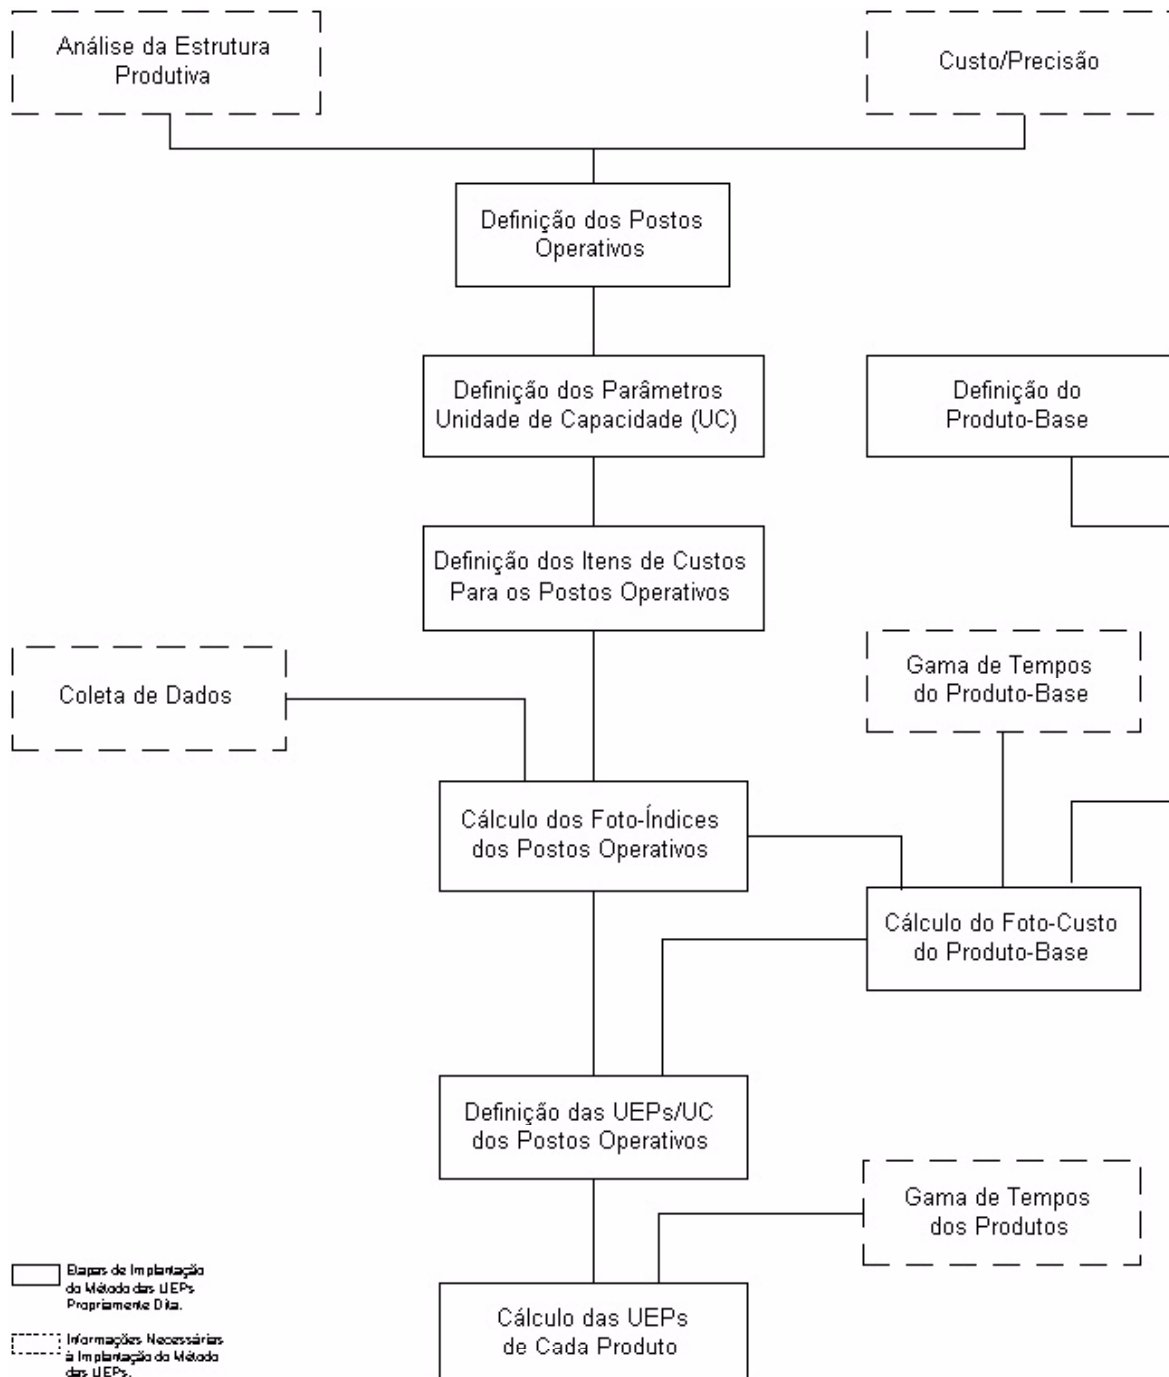 Análise da Estrutura
Produtiva
Custo/Precisão
Definição dos Postos
Operativos
Definição dos Parâmetros
Unidade de Capacidade (UC)
Definição do
Produto-Base
Definição dos Itens de Custos
Para os Postos Operativos
Coleta de Dados
Gama de Tempos
do Produto-Base
Cálculo dos Foto-Índices
dos Postos Operativos
Cálculo do Foto-Custo
do Produto-Base
Definição das UEPs/UC
dos Postos Operativos
Gama de Tempos
dos Produtos
Cálculo das UEPs
de Cada Produto
Etapas de Implantação
do Método das UEPs
Propriamente Dita.
Informações Necessárias
à Implantação do Método
das UEPs.